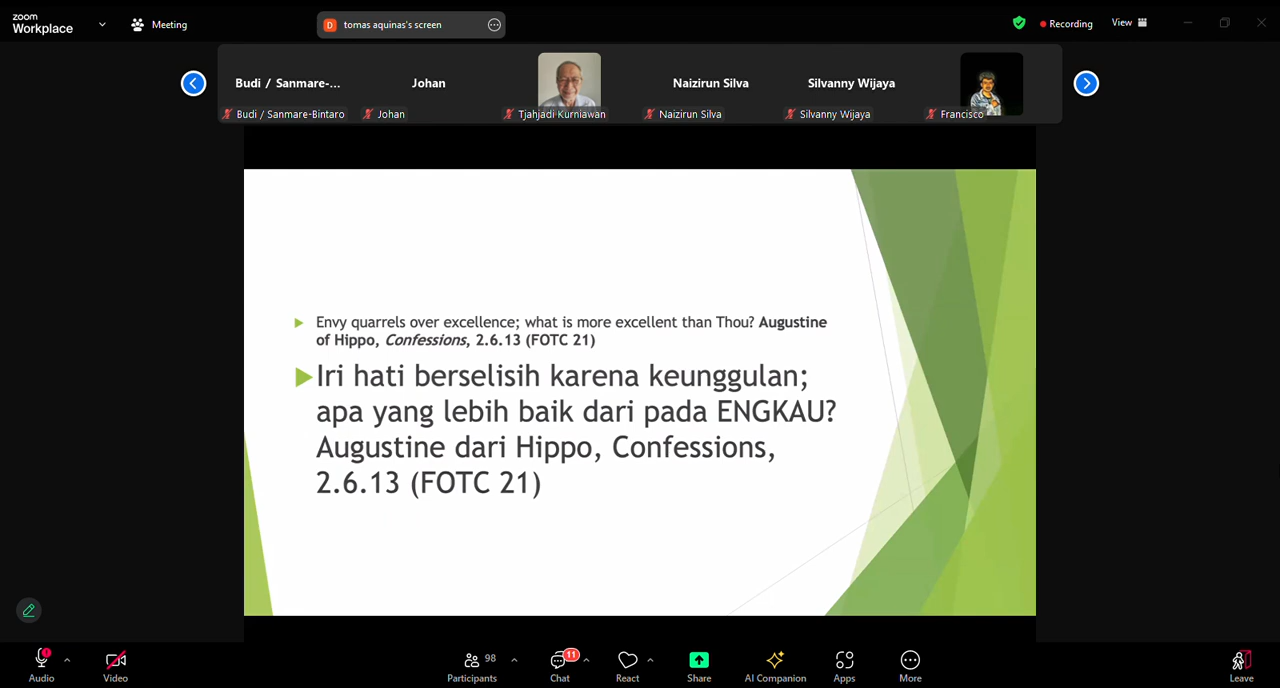 zoom
Workplace
Meeting
D tomas aquinas's screen
Recording
View
Budi / Sanmare-...
Johan
Naizirun Silva
Silvanny Wijaya
Budi / Sanmare-Bintaro
Johan
Tjahjadi Kurniawan
Naizirun Silva
Silvanny Wijaya
Francisco
Envy quarrels over excellence; what is more excellent than Thou? Augustine
of Hippo, Confessions, 2.6.13 (FOTC 21)
Iri hati berselisih karena keunggulan;
apa yang lebih baik dari pada ENGKAU?
Augustine dari Hippo, Confessions,
2.6.13 (FOTC 21)
98
11
Audio
Video
Participants
Chat
React
Share
AI Companion
Apps
More
Leave